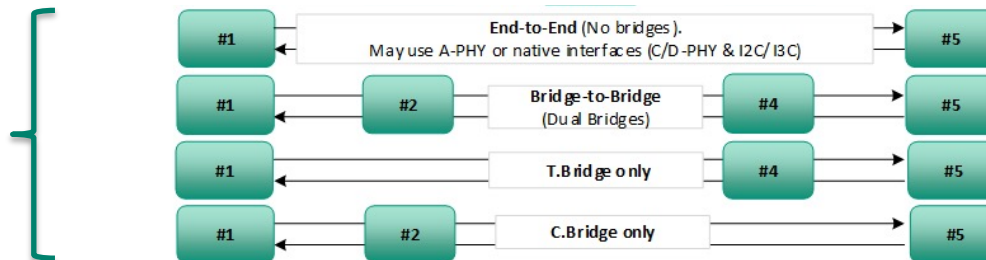 #1 End-to-End (No bridges). #5
May use A-PHY or native interfaces (C/D-PHY & I2C/I3C)
#1 #2 Bridge-to-Bridge #4 #5
(Dual Bridges)
#1 T.Bridge only #4 #5
#1 #2 C.Bridge only #5